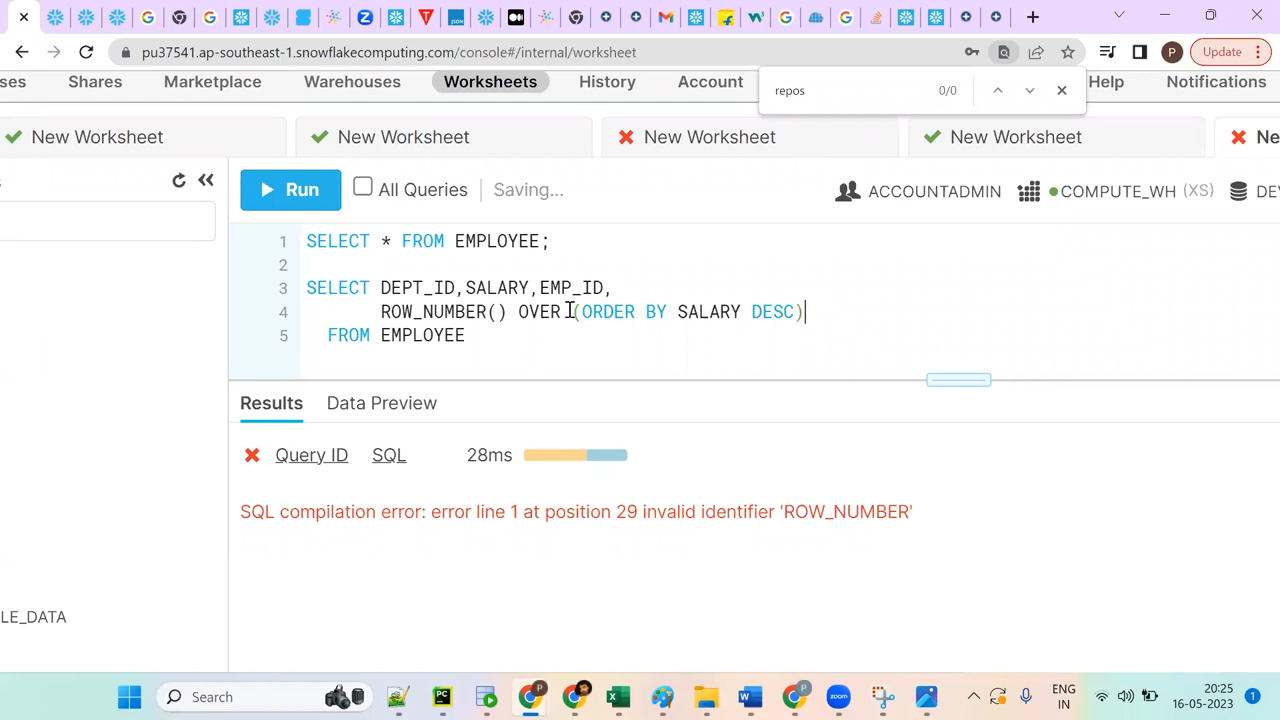 pu37541.ap-southeast-1.snowflakecomputing.com/console#/internal/worksheet
P
Update
ses
Shares
Marketplace
Warehouses
Worksheets
History
Account
repos
0/0
Help
Notifications
New Worksheet
New Worksheet
New Worksheet
New Worksheet
Ne
s
Run
All Queries
Saving...
ACCOUNTADMIN
COMPUTE_WH (XS)
DEV
1 SELECT * FROM EMPLOYEE;
2
3 SELECT DEPT_ID,SALARY,EMP_ID,
4 ROW_NUMBER() OVER (ORDER BY SALARY DESC)
5 FROM EMPLOYEE
Results
Data Preview
Query ID
SQL
28ms
SQL compilation error: error line 1 at position 29 invalid identifier 'ROW_NUMBER'
LE_DATA
Search
ENG
IN
20:25
16-05-2023